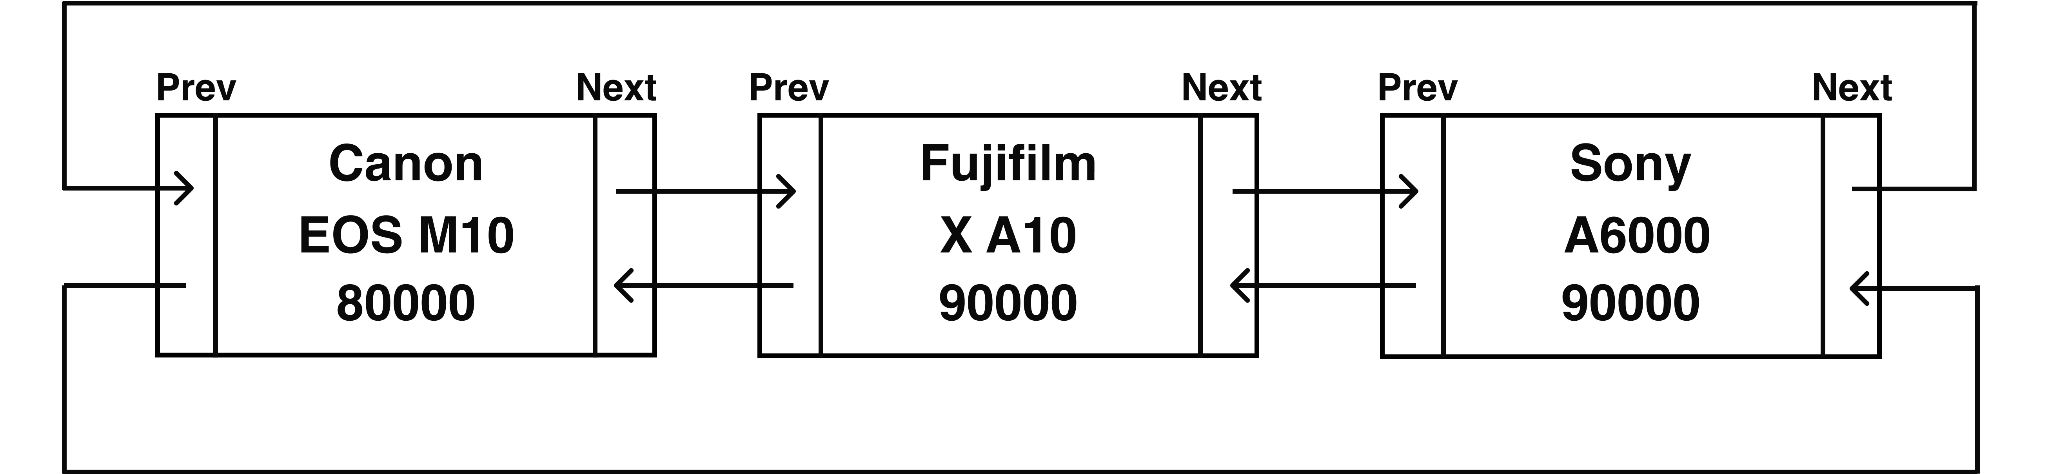 Prev Next Prev Next Prev Next
Canon
EOS M10
80000
Fujifilm
X A10
90000
Sony
A6000
90000